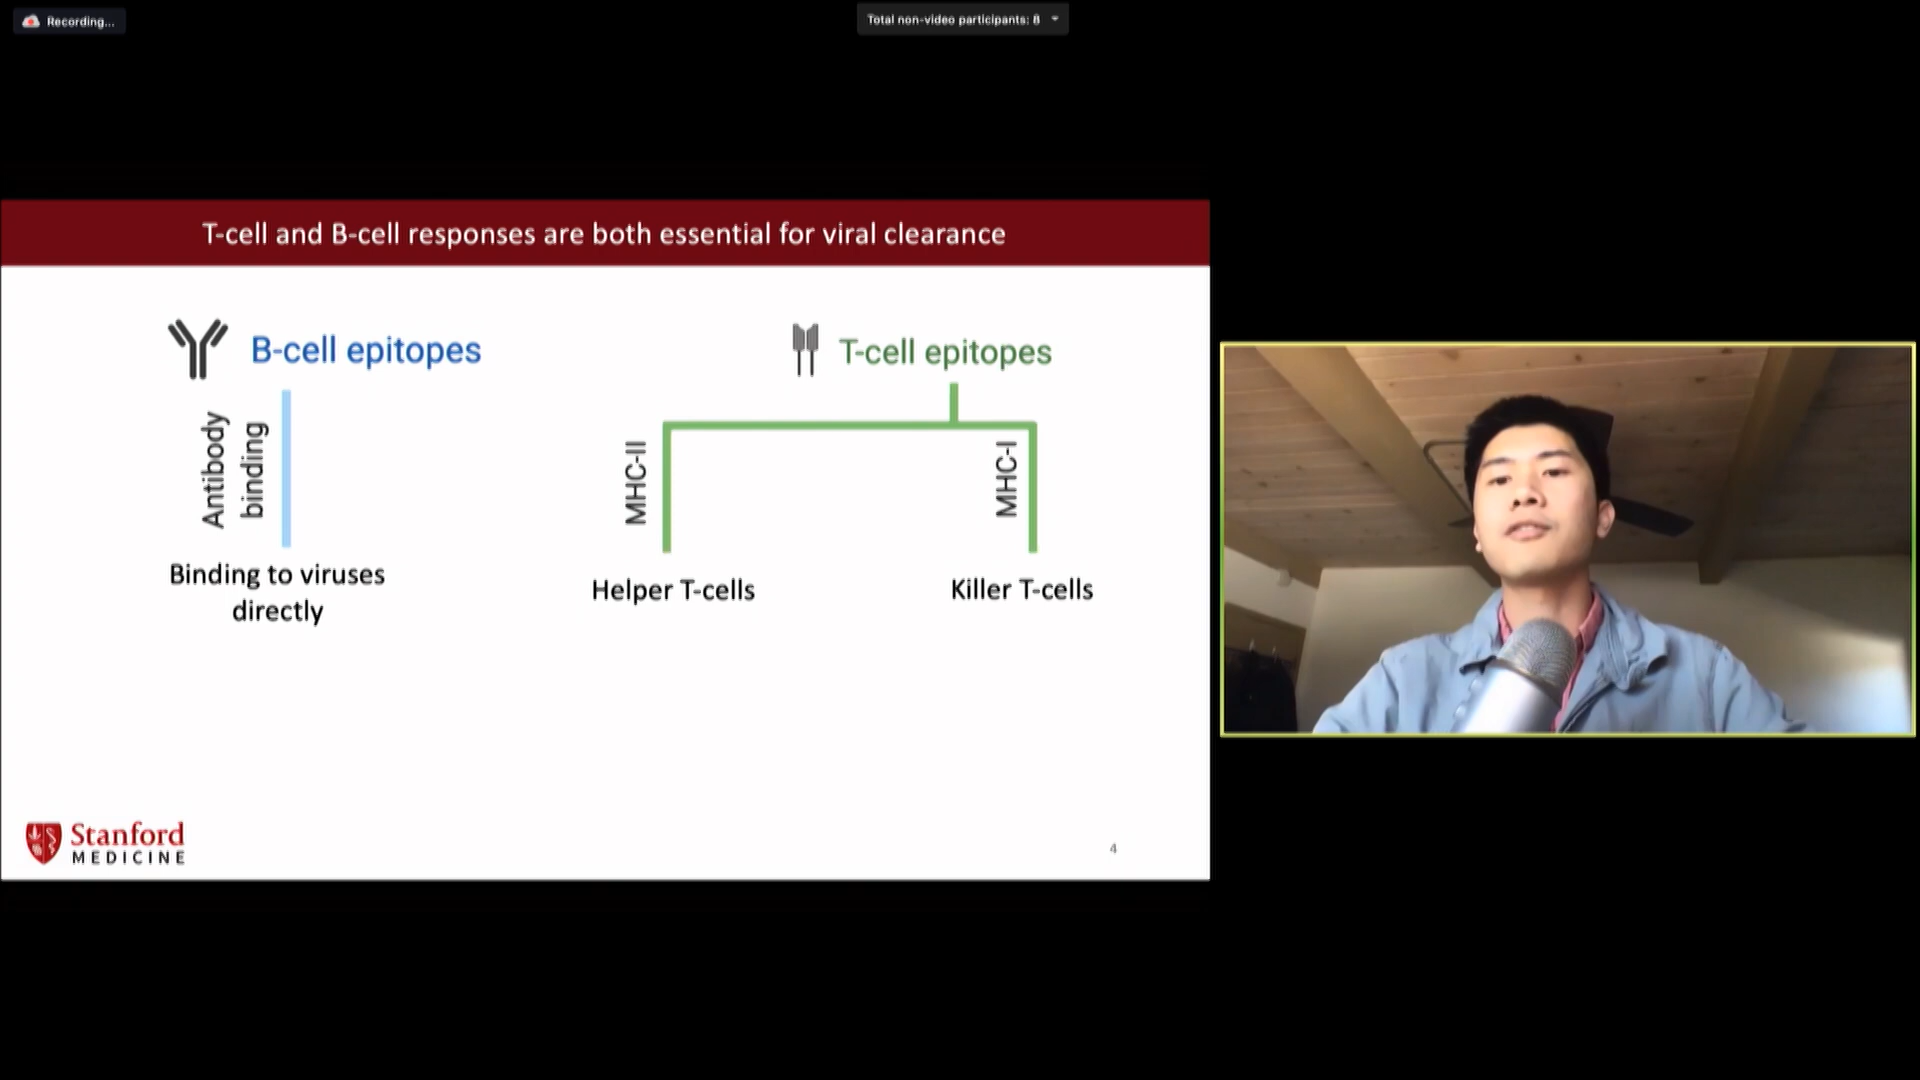 Recording...
Total non-video participants: 8
T-cell and B-cell responses are both essential for viral clearance
B-cell epitopes
T-cell epitopes
Antibody
binding
MHC-II
MHC-I
Binding to viruses
directly
Helper T-cells
Killer T-cells
Stanford
MEDICINE
4